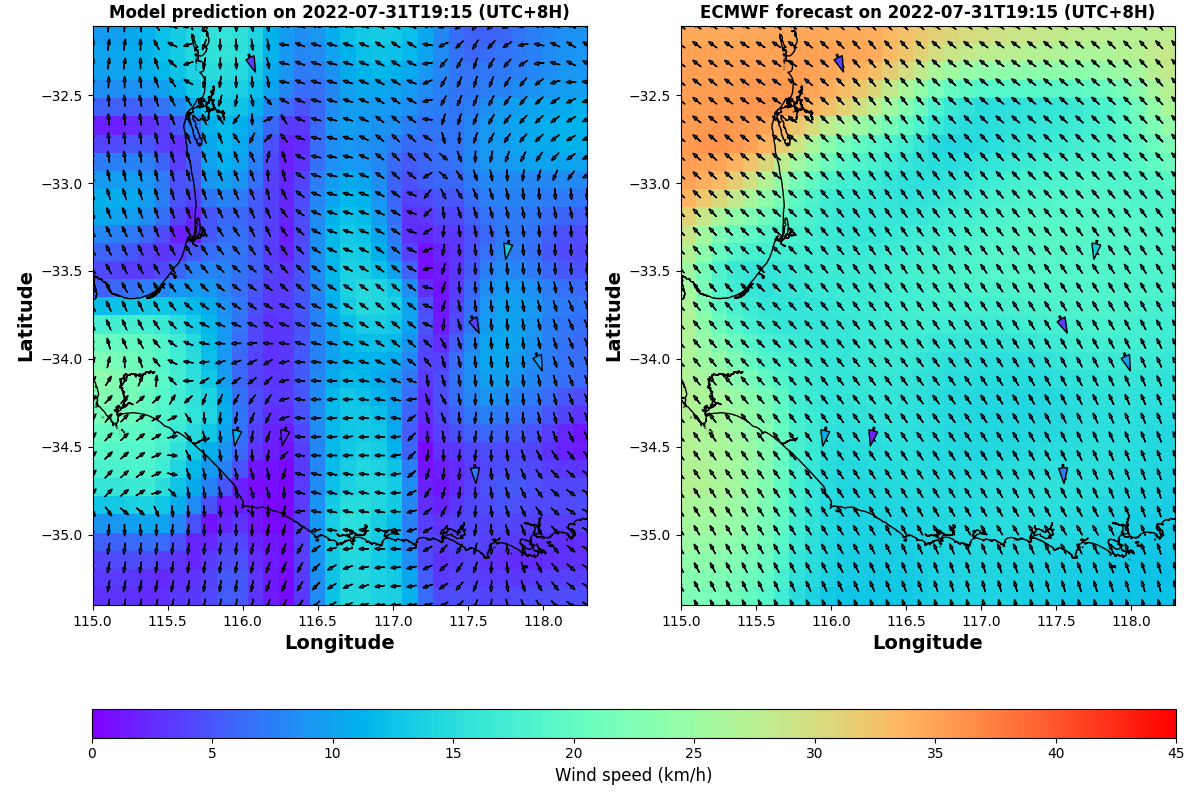 Model prediction on 2022-07-31T19:15 (UTC+8H)
ECMWF forecast on 2022-07-31T19:15 (UTC+8H)
Latitude
−32.5
−33.0
−33.5
−34.0
−34.5
−35.0
115.0 115.5 116.0 116.5 117.0 117.5 118.0
Longitude
Latitude
−32.5
−33.0
−33.5
−34.0
−34.5
−35.0
115.0 115.5 116.0 116.5 117.0 117.5 118.0
Longitude
0 5 10 15 20 25 30 35 40 45
Wind speed (km/h)